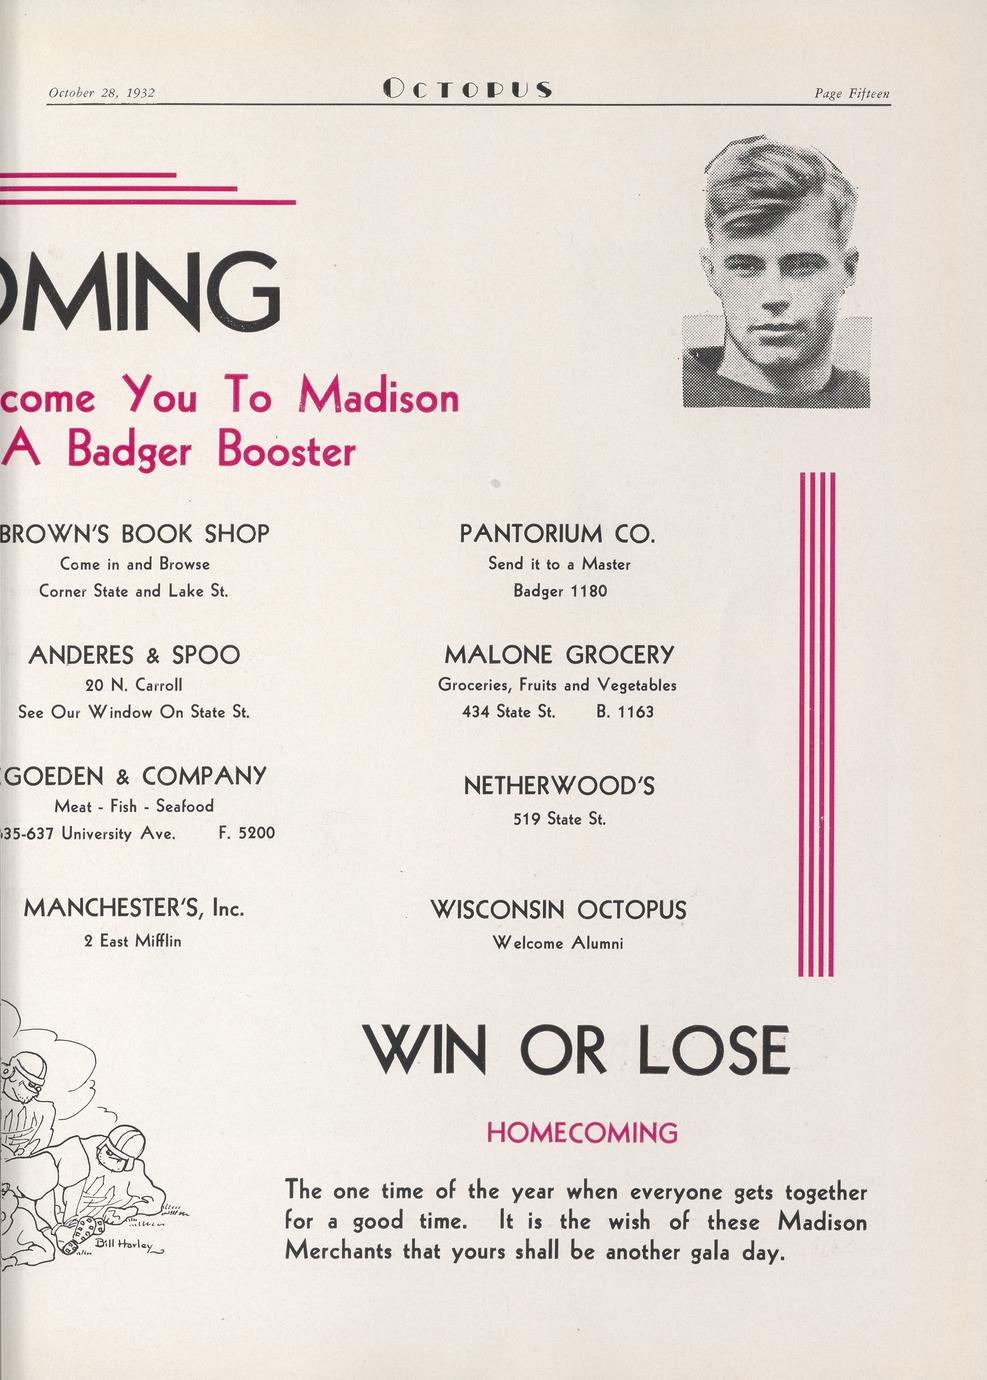 October 28, 1932
OCTOPUS
Page Fifteen
OMING
come You To Madison
A Badger Booster
BROWN'S BOOK SHOP
Come in and Browse
Corner State and Lake St.
ANDERES & SPOO
20 N. Carroll
See Our Window On State St.
GOEDEN & COMPANY
Meat - Fish - Seafood
35-637 University Ave. F. 5200
MANCHESTER'S, Inc.
2 East Mifflin
PANTORIUM CO.
Send it to a Master
Badger 1180
MALONE GROCERY
Groceries, Fruits and Vegetables
434 State St. B. 1163
NETHERWOOD'S
519 State St.
WISCONSIN OCTOPUS
Welcome Alumni
Bill Harley
WIN OR LOSE
HOMECOMING
The one time of the year when everyone gets together
for a good time. It is the wish of these Madison
Merchants that yours shall be another gala day.